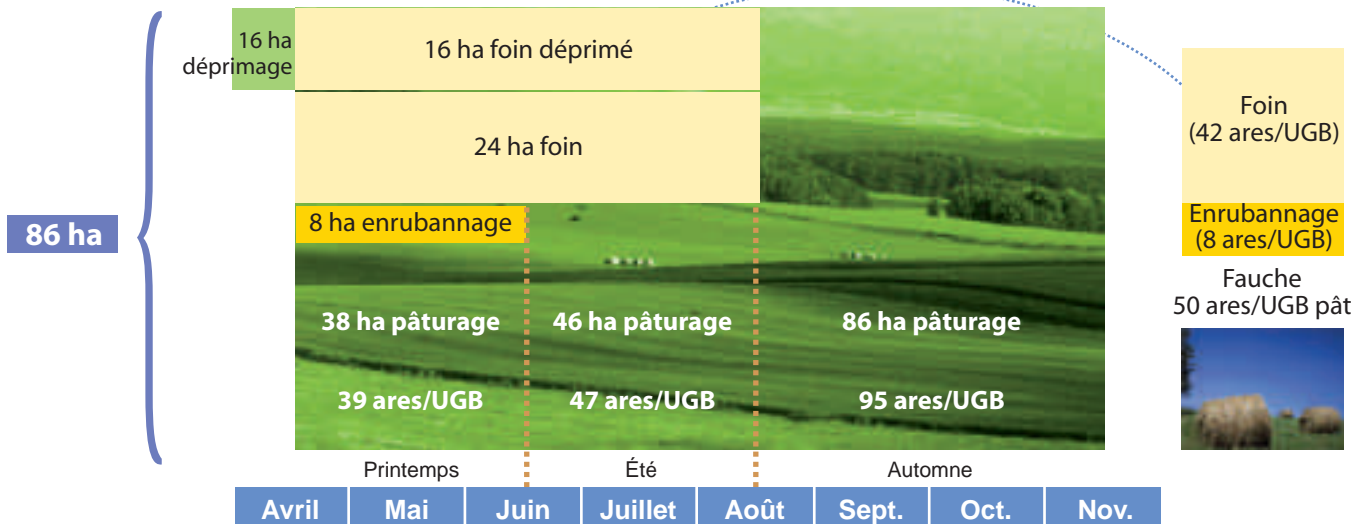 16 ha
déprimage
16 ha foin déprimé
24 ha foin
8 ha enrubannage
86 ha
38 ha pâturage
46 ha pâturage
86 ha pâturage
39 ares/UGB
47 ares/UGB
95 ares/UGB
Foin
(42 ares/UGB)
Enrubannage
(8 ares/UGB)
Fauche
50 ares/UGB pât
Printemps
Été
Automne
Avril
Mai
Juin
Juillet
Août
Sept.
Oct.
Nov.